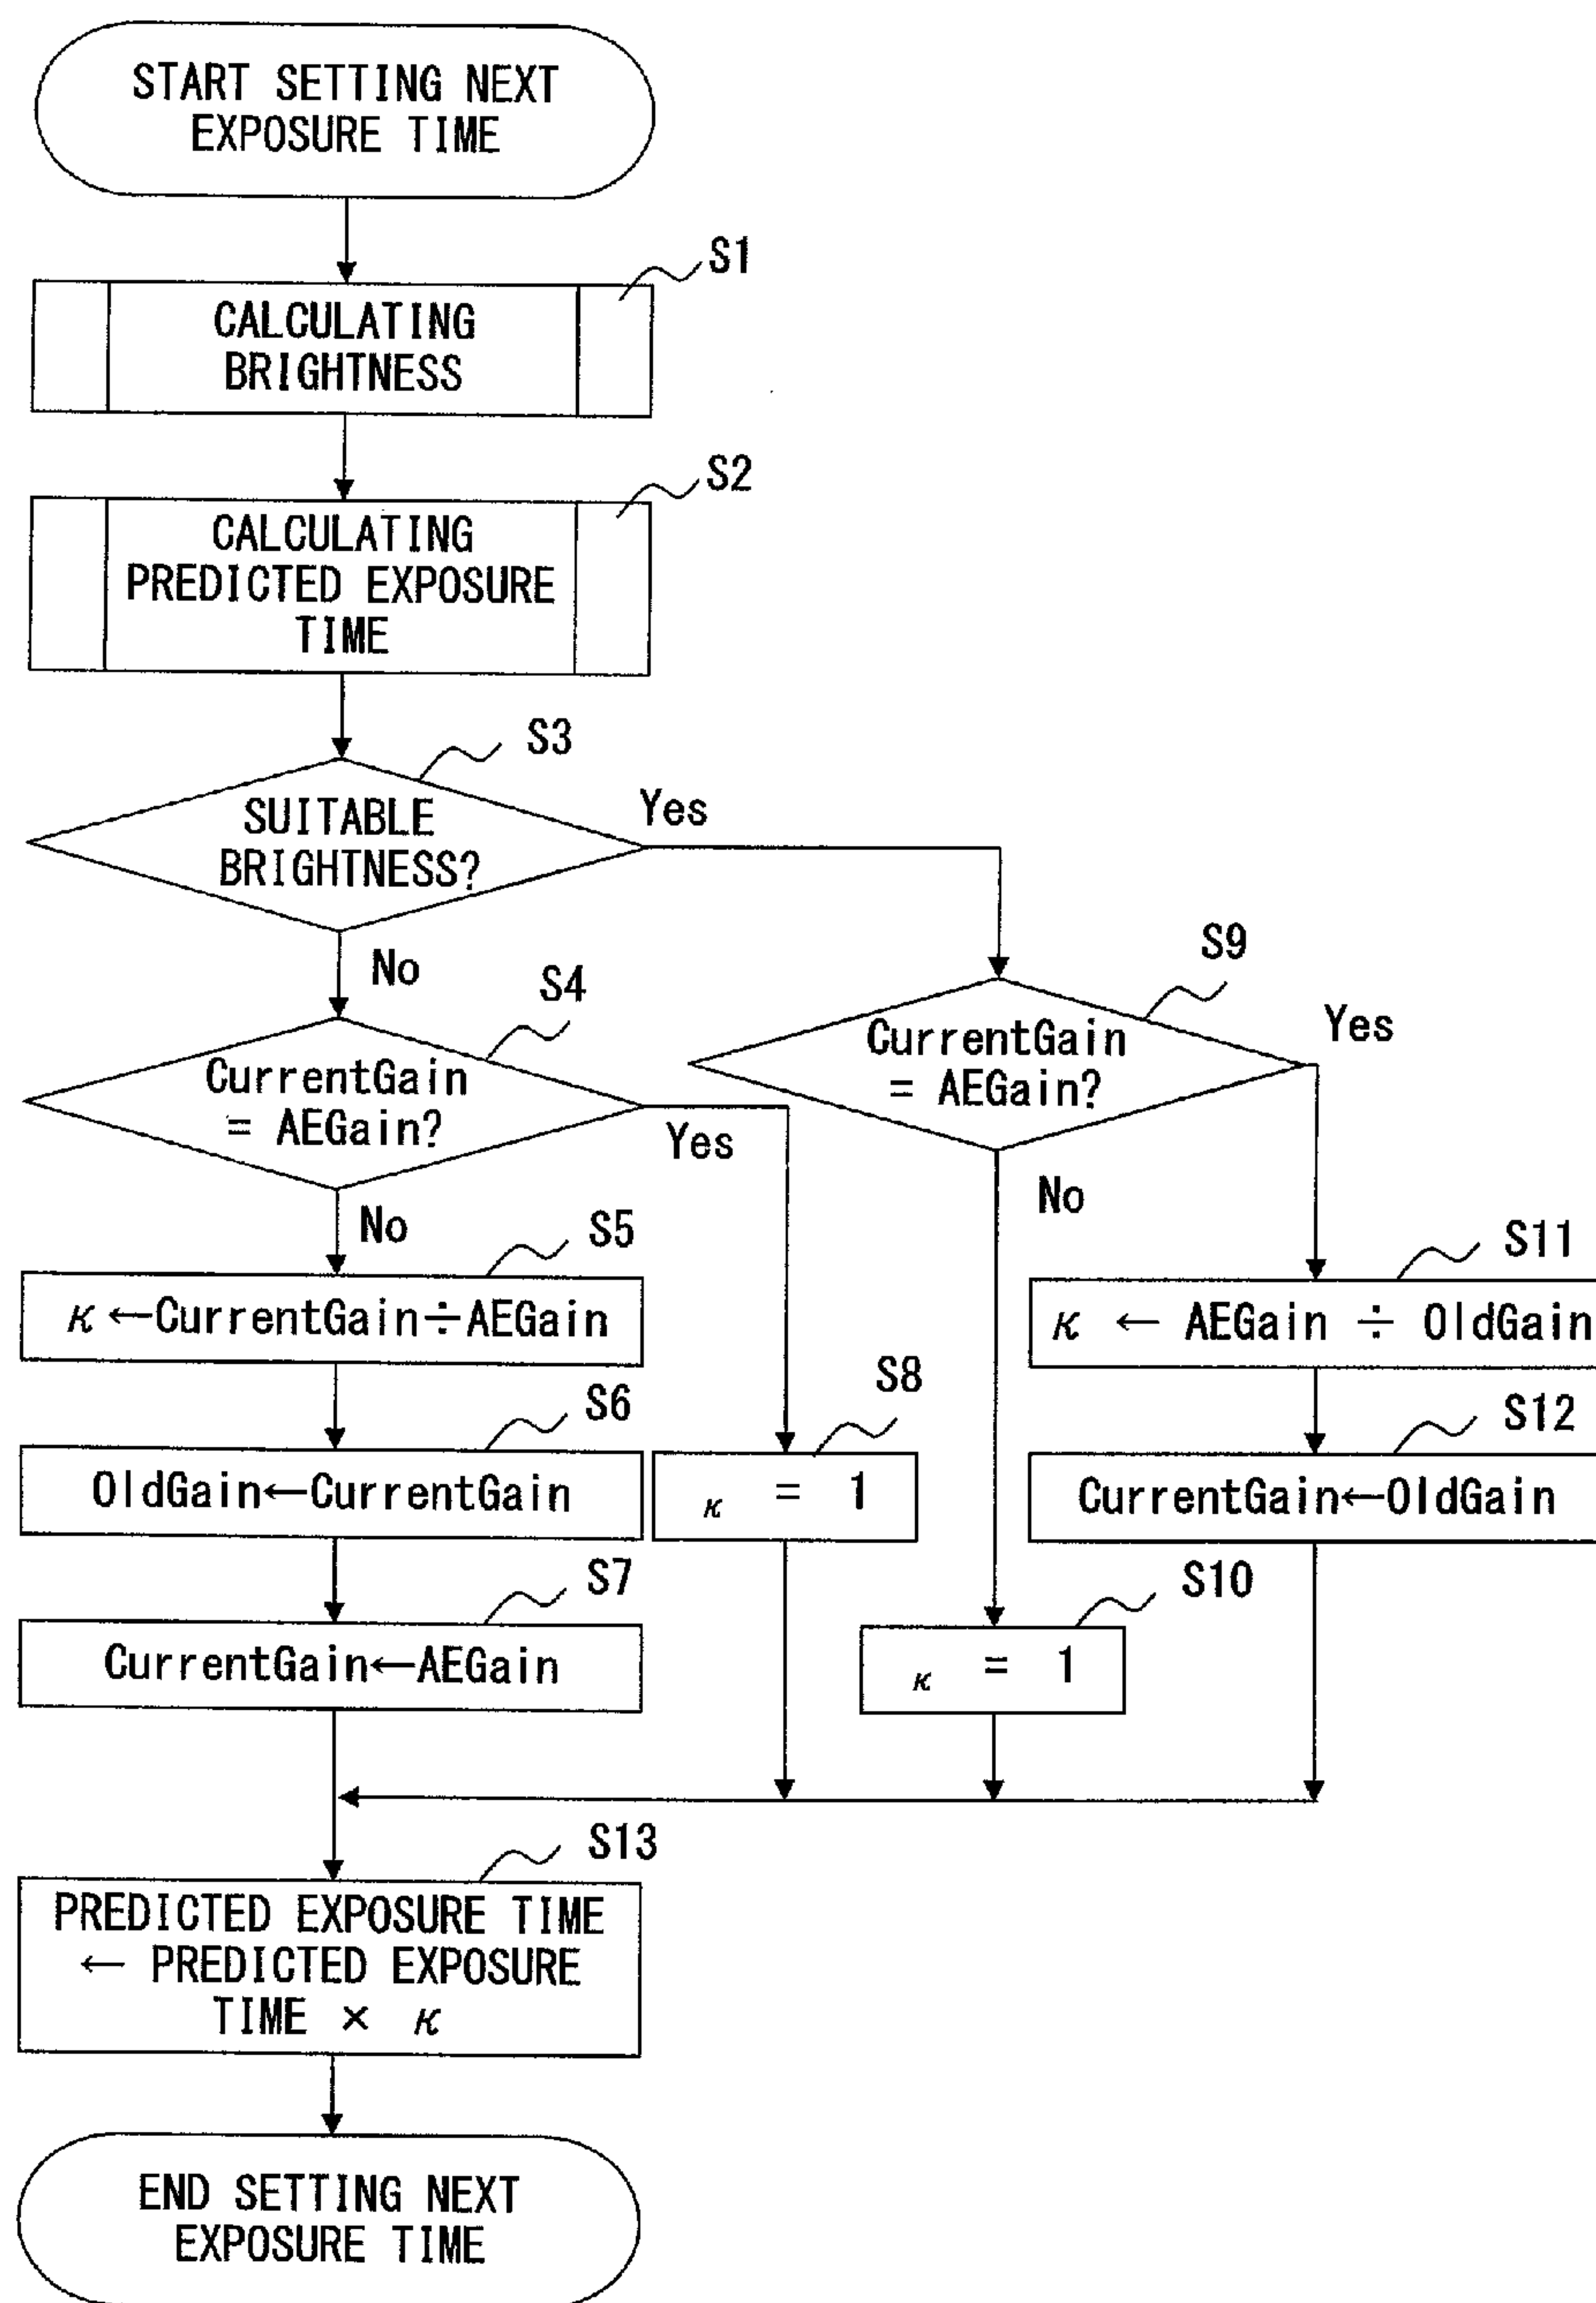 START SETTING NEXT
EXPOSURE TIME
S1
CALCULATING
BRIGHTNESS
S2
CALCULATING
PREDICTED EXPOSURE
TIME
S3
SUITABLE
BRIGHTNESS?
Yes
No
S4
CurrentGain
= AEGain?
Yes
No
S9
CurrentGain
= AEGain?
Yes
No
S5
κ←CurrentGain÷AEGain
S6
OldGain←CurrentGain
S7
CurrentGain←AEGain
S8
κ = 1
S10
κ = 1
S11
κ ← AEGain ÷ OldGain
S12
CurrentGain←OldGain
S13
PREDICTED EXPOSURE TIME
← PREDICTED EXPOSURE
TIME × κ
END SETTING NEXT
EXPOSURE TIME